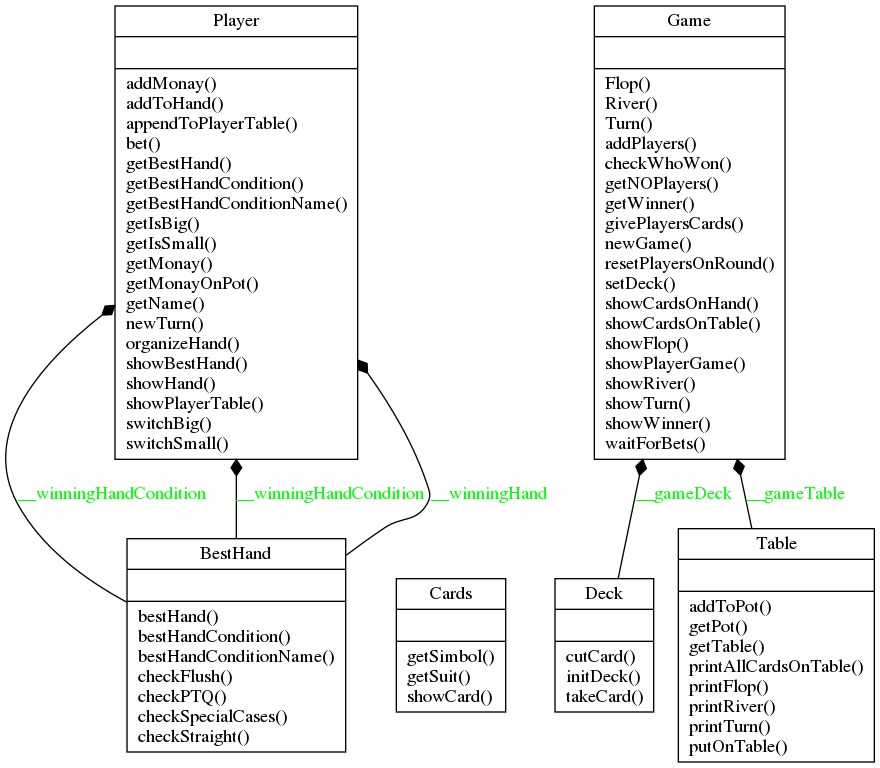 Player
addMonay()
addToHand()
appendToPlayerTable()
bet()
getBestHand()
getBestHandCondition()
getBestHandConditionName()
getIsBig()
getIsSmall()
getMonay()
getMonayOnPot()
getName()
newTurn()
organizeHand()
showBestHand()
showHand()
showPlayerTable()
switchBig()
switchSmall()
Game
Flop()
River()
Turn()
addPlayers()
checkWhoWon()
getNOPlayers()
getWinner()
givePlayersCards()
newGame()
resetPlayersOnRound()
setDeck()
showCardsOnHand()
showCardsOnTable()
showFlop()
showPlayerGame()
showRiver()
showTurn()
showWinner()
waitForBets()
__winningHandCondition
__winningHandCondition
__winningHand
__gameDeck
__gameTable
BestHand
bestHand()
bestHandCondition()
bestHandConditionName()
checkFlush()
checkPTQ()
checkSpecialCases()
checkStraight()
Cards
getSimbol()
getSuit()
showCard()
Deck
cutCard()
initDeck()
takeCard()
Table
addToPot()
getPot()
getTable()
printAllCardsOnTable()
printFlop()
printRiver()
printTurn()
putOnTable()